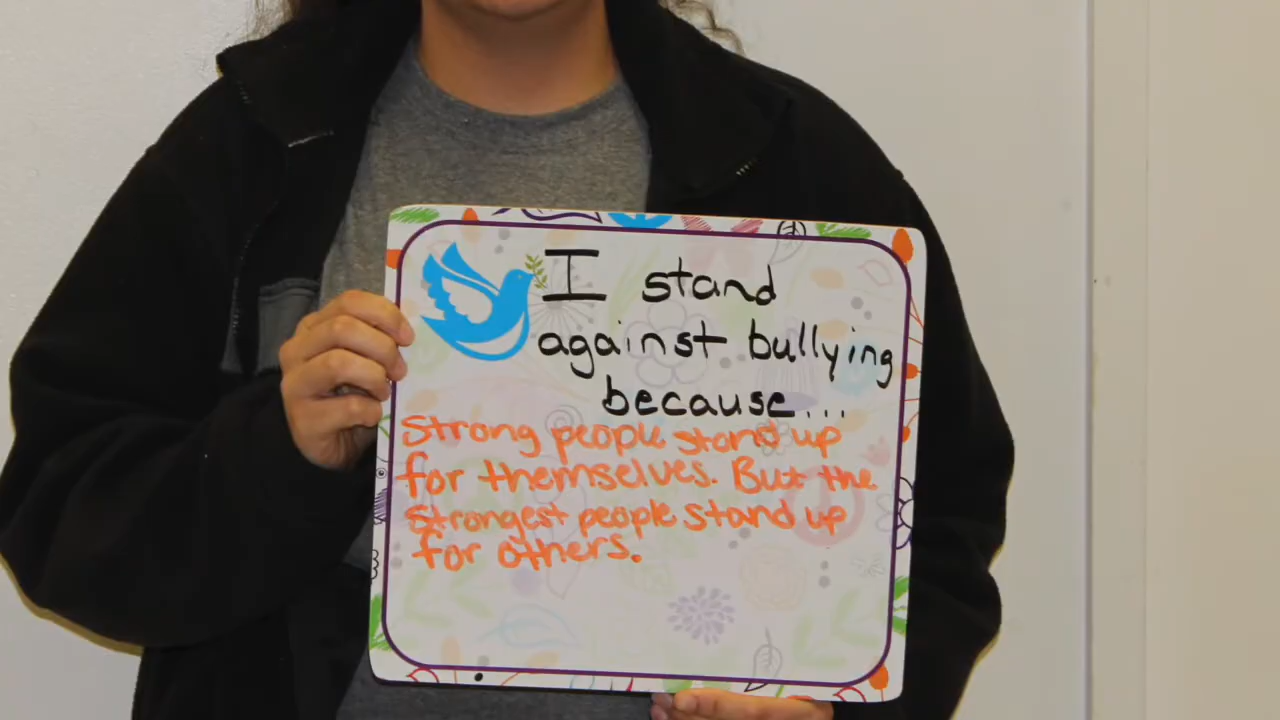 I stand
against bullying
because...
Strong people stand up
for themselves. But the
strongest people stand up
for others.